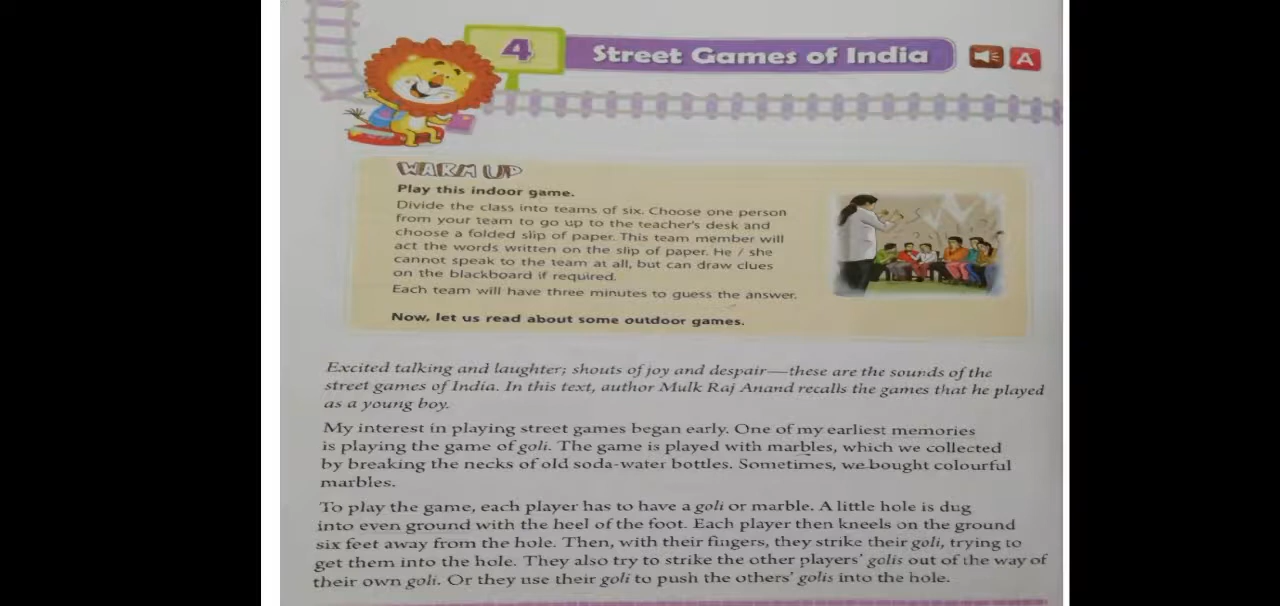 4
Street Games of India
A
WARM UP
Play this indoor game.
Divide the class into teams of six. Choose one person
from your team to go up to the teacher's desk and
choose a folded slip of paper. This team member will
act the words written on the slip of paper. He / she
cannot speak to the team at all, but can draw clues
on the blackboard if required.
Each team will have three minutes to guess the answer.
Now, let us read about some outdoor games.
Excited talking and laughter; shouts of joy and despair—these are the sounds of the
street games of India. In this text, author Mulk Raj Anand recalls the games that he played
as a young boy.
My interest in playing street games began early. One of my earliest memories
is playing the game of goli. The game is played with marbles, which we collected
by breaking the necks of old soda-water bottles. Sometimes, we bought colourful
marbles.
To play the game, each player has to have a goli or marble. A little hole is dug
into even ground with the heel of the foot. Each player then kneels on the ground
six feet away from the hole. Then, with their fingers, they strike their goli, trying to
get them into the hole. They also try to strike the other players' golis out of the way of
their own goli. Or they use their goli to push the others' golis into the hole.